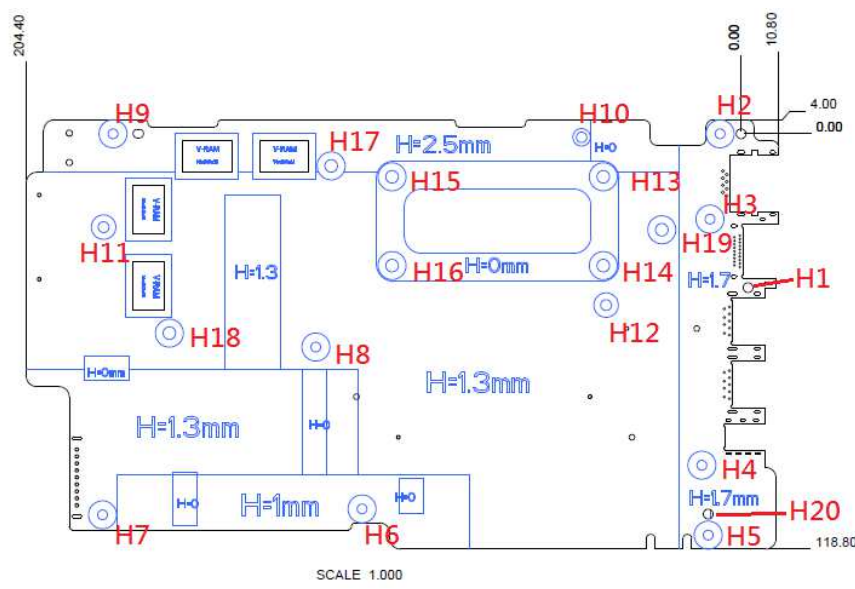 204.40
0.00
10.80
4.00
0.00
H9
H10
H2
H17
H=2.5mm
H=0
V-RAM
V-RAM
H15
H13
V-RAM
H3
H11
H19
H16
H=0mm
H14
H=1.3
H=1.7
H1
V-RAM
H12
H18
H8
H=0mm
H=1.3mm
H=1.3mm
H=0
H4
H=1.7mm
H=0
H=1mm
H=0
H20
H7
H6
H5
118.80
SCALE 1.000